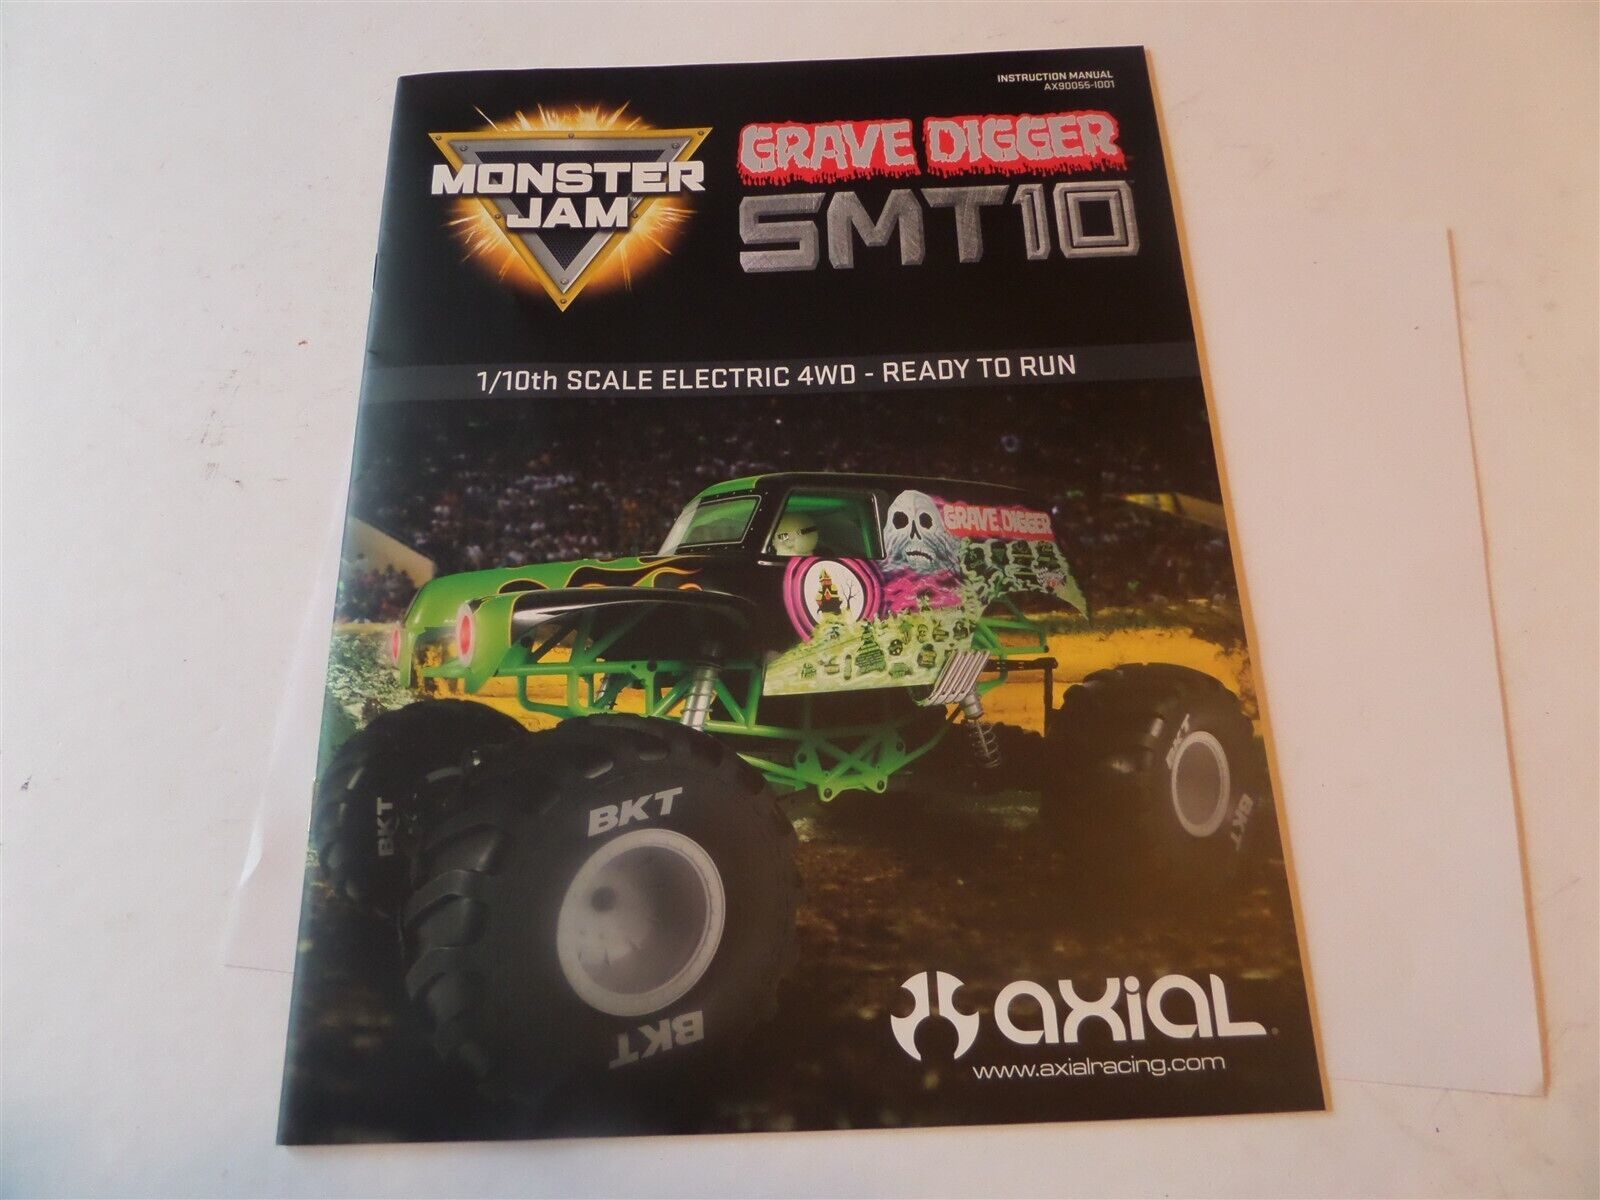 INSTRUCTION MANUAL
AX90055-I001
MONSTER
JAM™
GRAVE DIGGER
SMT10
1/10th SCALE ELECTRIC 4WD - READY TO RUN
GRAVE DIGGER
BKT
BKT
BKT
BKT
BKT
AXIAL
www.axialracing.com